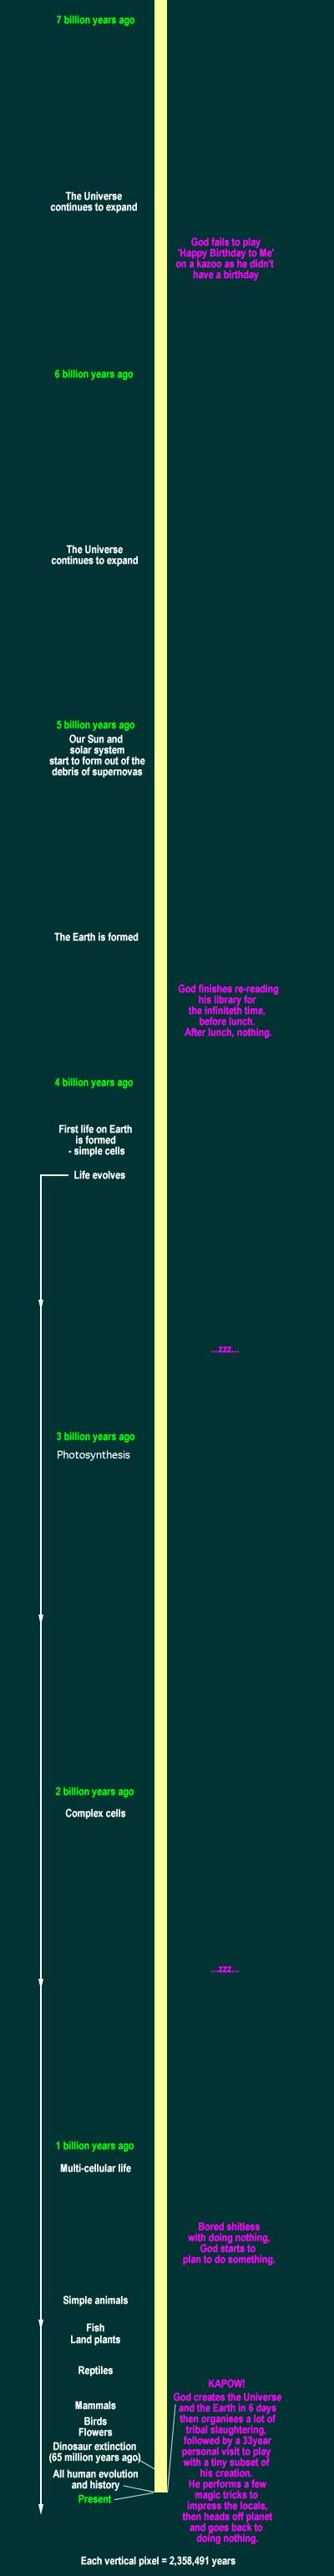 7 billion years ago
The Universe
continues to expand
God fails to play
'Happy Birthday to Me'
on a kazoo as he didn't
have a birthday
6 billion years ago
The Universe
continues to expand
5 billion years ago
Our Sun and
solar system
start to form out of the
debris of supernovas
The Earth is formed
God finishes re-reading
his library for
the infiniteth time,
before lunch.
After lunch, nothing.
4 billion years ago
First life on Earth
is formed
- simple cells
Life evolves
...zzz...
3 billion years ago
Photosynthesis
2 billion years ago
Complex cells
...zzz...
1 billion years ago
Multi-cellular life
Bored shitless
with doing nothing,
God starts to
plan to do something.
Simple animals
Fish
Land plants
Reptiles
Mammals
Birds
Flowers
Dinosaur extinction
(65 million years ago)
All human evolution
and history
Present
KAPOW!
God creates the Universe
and the Earth in 6 days
then organises a lot of
tribal slaughtering,
followed by a 33year
personal visit to play
with a tiny subset of
his creation.
He performs a few
magic tricks to
impress the locals,
then heads off planet
and goes back to
doing nothing.
Each vertical pixel = 2,358,491 years